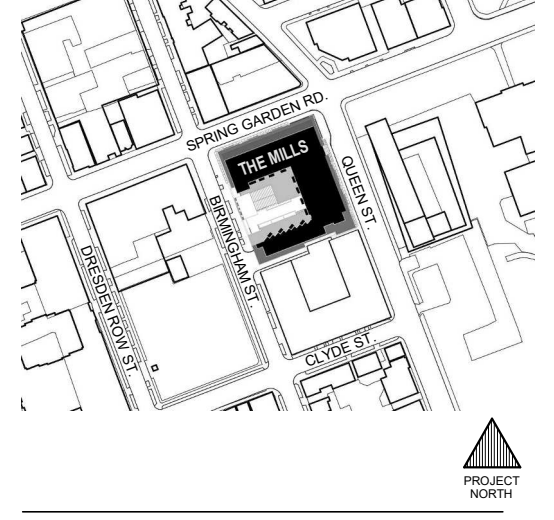 SPRING GARDEN RD.
THE MILLS
QUEEN ST.
BIRMINGHAM ST.
DRESDEN ROW ST.
CLYDE ST.
PROJECT
NORTH